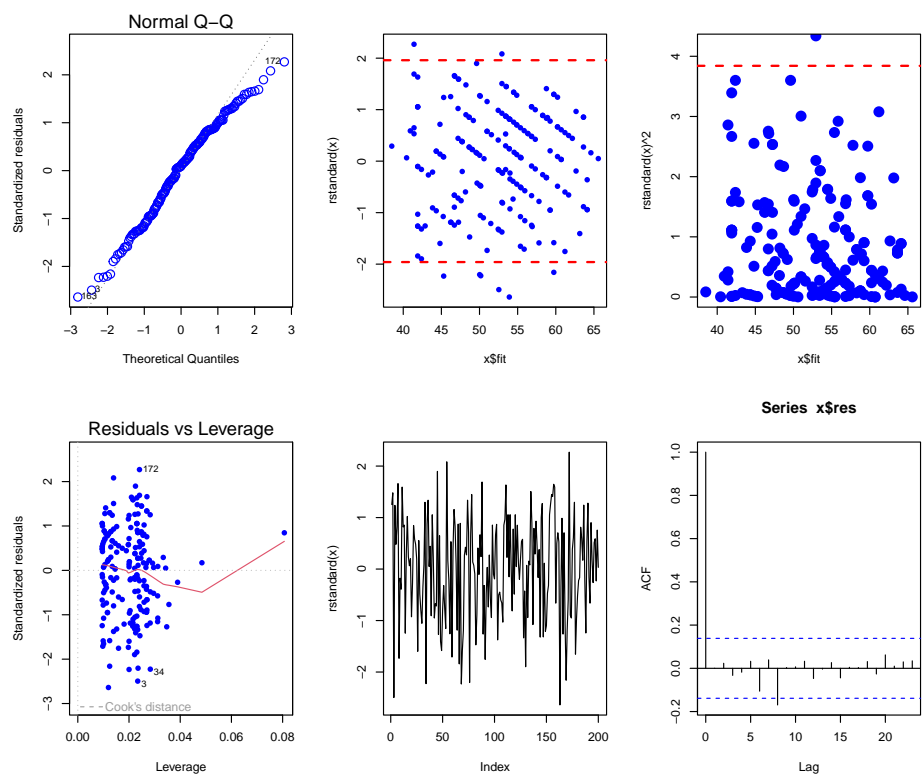 Normal Q−Q
Standardized residuals
2
1
0
−1
−2
172
3
163
−3 −2 −1 0 1 2 3
Theoretical Quantiles
rstandard(x)
2
1
0
−1
−2
40 45 50 55 60 65
x$fit
rstandard(x)^2
4
3
2
1
0
40 45 50 55 60 65
x$fit
Residuals vs Leverage
Standardized residuals
2
1
0
−1
−2
−3
172
34
3
Cook's distance
0.00 0.02 0.04 0.06 0.08
Leverage
rstandard(x)
2
1
0
−1
−2
0 50 100 150 200
Index
Series x$res
ACF
1.0
0.8
0.6
0.4
0.2
0.0
−0.2
0 5 10 15 20
Lag